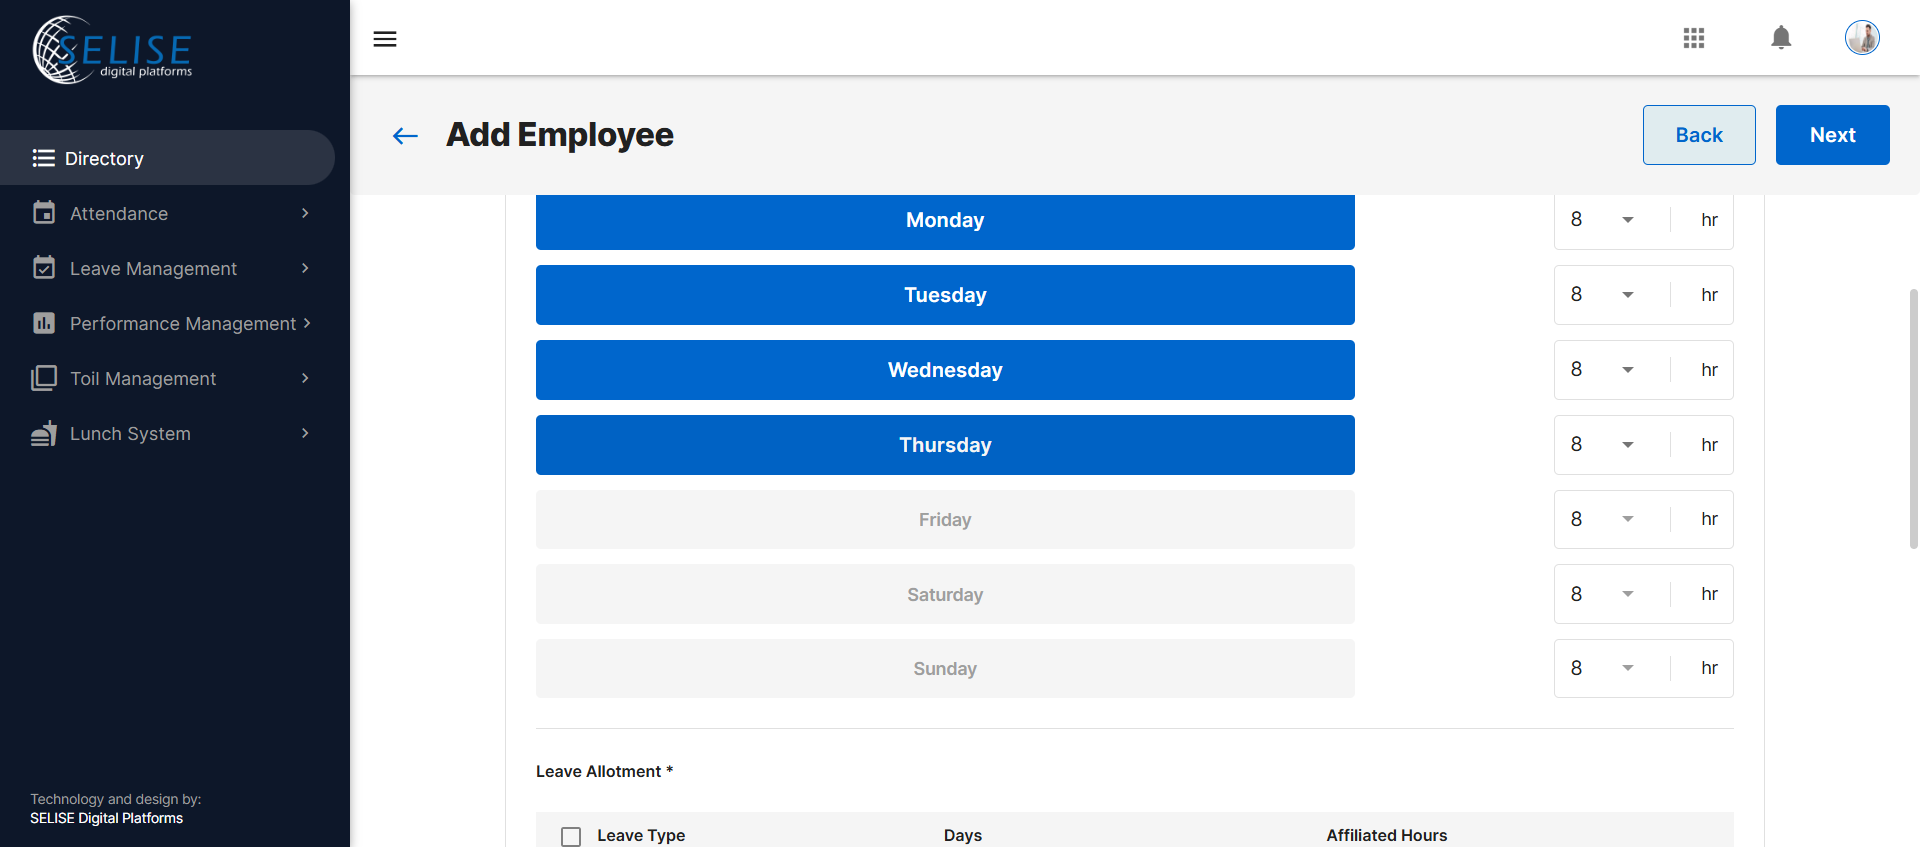 SELISE
digital platforms
Directory
Attendance
Leave Management
Performance Management
Toil Management
Lunch System
Technology and design by:
SELISE Digital Platforms
Add Employee
Back
Next
Monday 8 hr
Tuesday 8 hr
Wednesday 8 hr
Thursday 8 hr
Friday 8 hr
Saturday 8 hr
Sunday 8 hr
Leave Allotment *
Leave Type Days Affiliated Hours